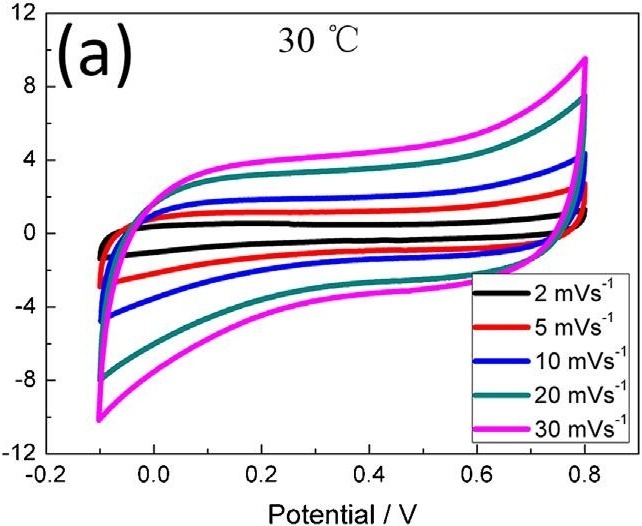 (a)
30 ℃
12
8
4
0
-4
-8
-12
-0.2 0.0 0.2 0.4 0.6 0.8
Potential / V
2 mVs⁻¹
5 mVs⁻¹
10 mVs⁻¹
20 mVs⁻¹
30 mVs⁻¹